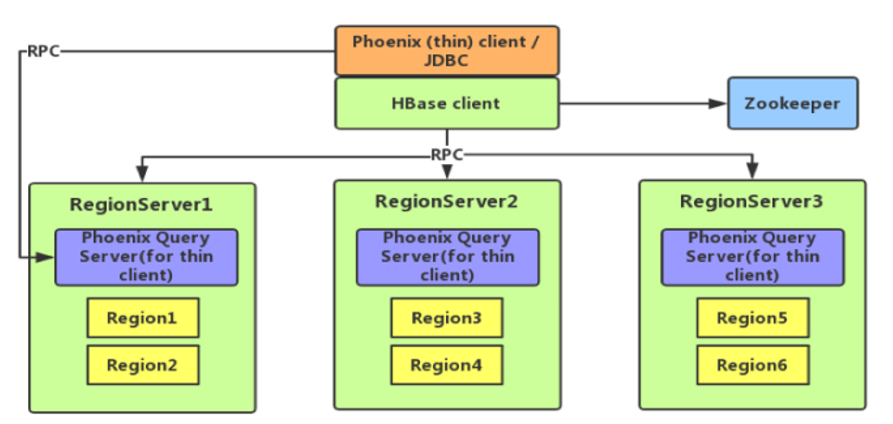 Phoenix (thin) client /
JDBC
RPC
HBase client
Zookeeper
RPC
RegionServer1
Phoenix Query
Server(for thin
client)
Region1
Region2
RegionServer2
Phoenix Query
Server(for thin
client)
Region3
Region4
RegionServer3
Phoenix Query
Server(for thin
client)
Region5
Region6